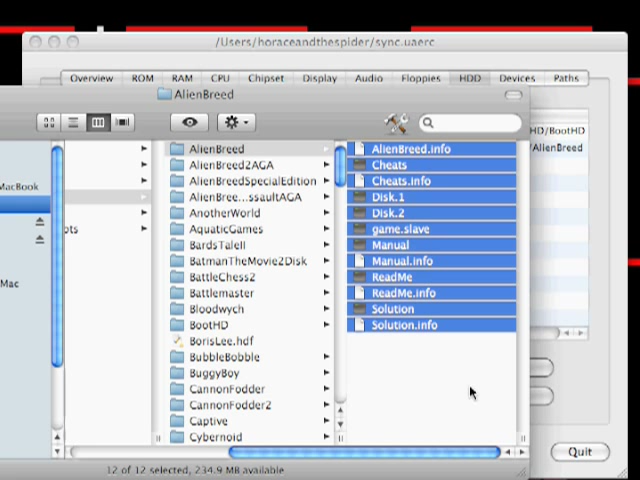 /Users/horaceandthespider/sync.uaerc
Overview ROM RAM CPU Chipset Display Audio Floppies HDD Devices Paths
AlienBreed
HD/BootHD
/AlienBreed
MacBook
Mac
ots
AlienBreed
AlienBreed2AGA
AlienBreedSpecialEdition
AlienBree...ssaultAGA
AnotherWorld
AquaticGames
BardsTaleII
BatmanTheMovie2Disk
BattleChess2
Battlemaster
Bloodwych
BootHD
BorisLee.hdf
BubbleBobble
BuggyBoy
CannonFodder
CannonFodder2
Captive
Cybernoid
AlienBreed.info
Cheats
Cheats.info
Disk.1
Disk.2
game.slave
Manual
Manual.info
ReadMe
ReadMe.info
Solution
Solution.info
Quit
12 of 12 selected, 234.9 MB available